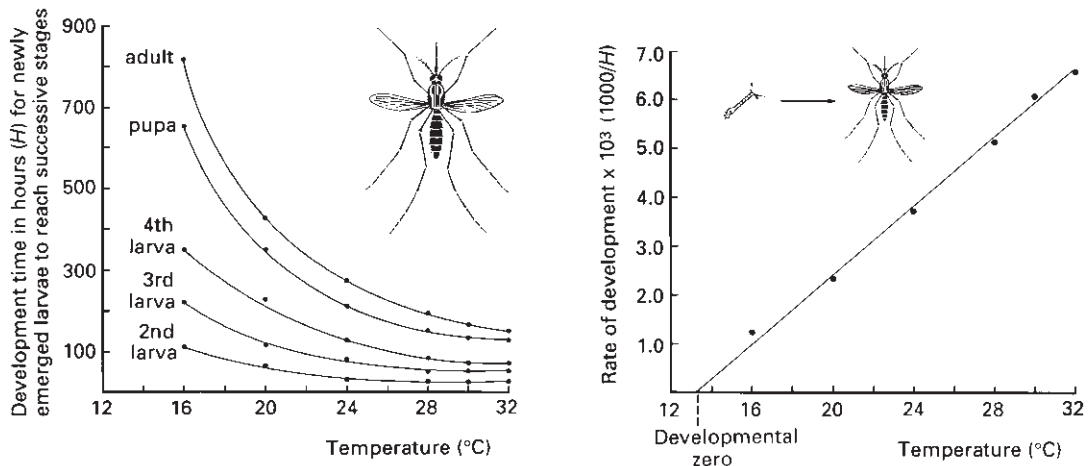 Development time in hours (H) for newly
emerged larvae to reach successive stages
900
700
500
300
100
adult
pupa
4th
larva
3rd
larva
2nd
larva
12 16 20 24 28 32
Temperature (°C)
Rate of development x 10³ (1000/H)
7.0
6.0
5.0
4.0
3.0
2.0
1.0
12 16 20 24 28 32
Developmental
zero
Temperature (°C)